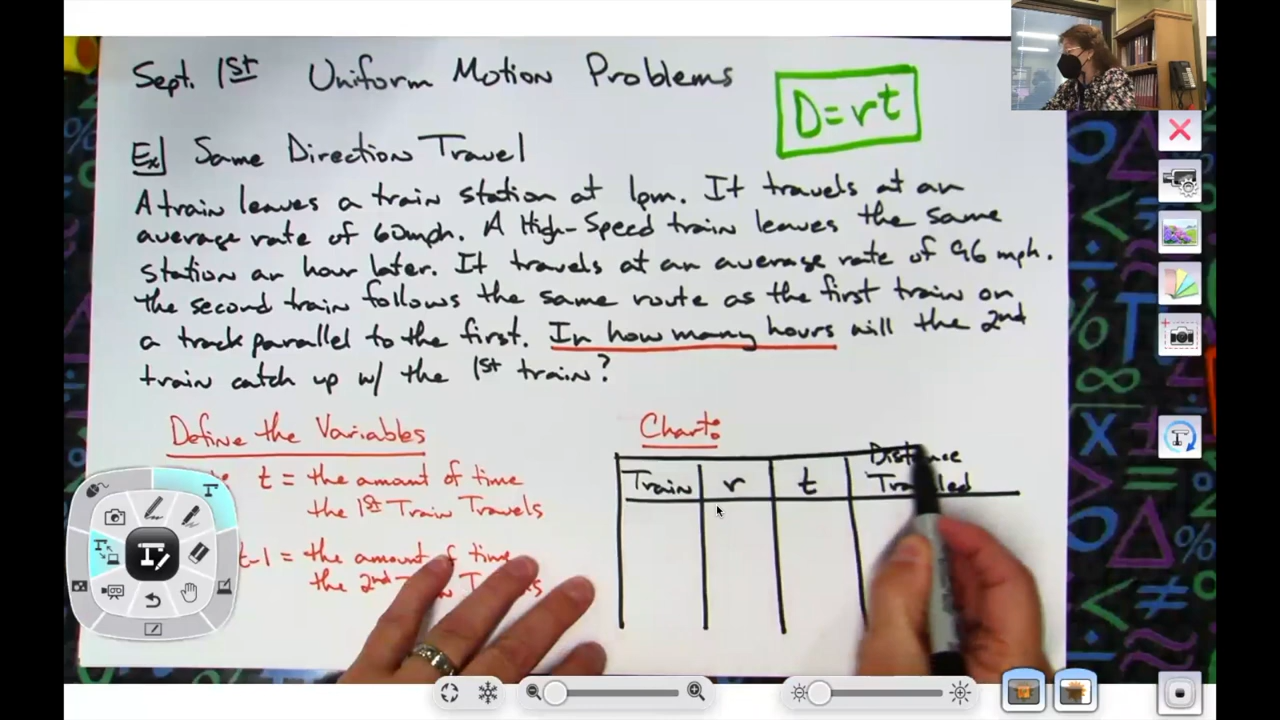 Sept. 1st Uniform Motion Problems
D=rt
Ex Same Direction Travel
A train leaves a train station at 1pm. It travels at an
average rate of 60mph. A High-Speed train leaves the same
station an hour later. It travels at an average rate of 96 mph.
The second train follows the same route as the first train on
a track parallel to the first. In how many hours will the 2nd
train catch up w/ the 1st train?
Define the Variables
t = the amount of time
the 1st Train Travels
t-1 = the amount of time
the 2nd
Chart:
Distance
Train r t